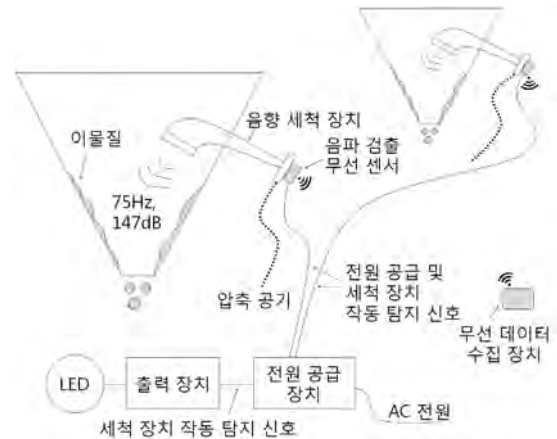 음향 세척 장치
이물질
음파 검출
무선 센서
75Hz,
147dB
압축 공기
전원 공급 및
세척 장치
작동 탐지 신호
무선 데이터
수집 장치
LED
출력 장치
전원 공급
장치
AC 전원
세척 장치 작동 탐지 신호